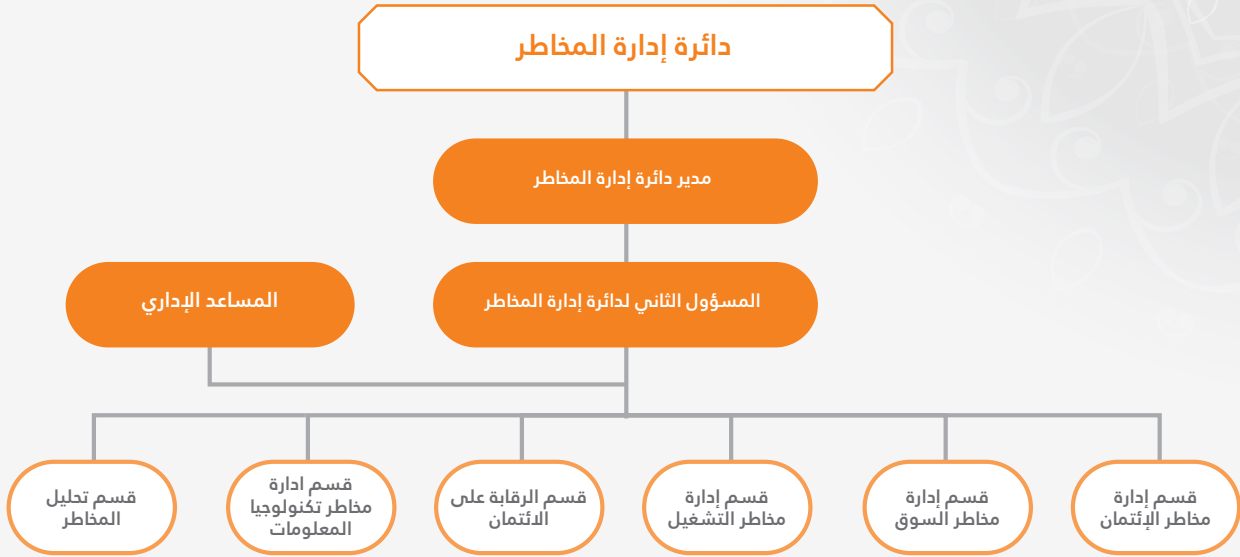 دائرة إدارة المخاطر
مدير دائرة إدارة المخاطر
المسؤول الثاني لدائرة إدارة المخاطر
المساعد الإداري
قسم إدارة
مخاطر الإئتمان
قسم إدارة
مخاطر السوق
قسم إدارة
مخاطر التشغيل
قسم الرقابة على
الائتمان
قسم ادارة
مخاطر تكنولوجيا
المعلومات
قسم تحليل
المخاطر